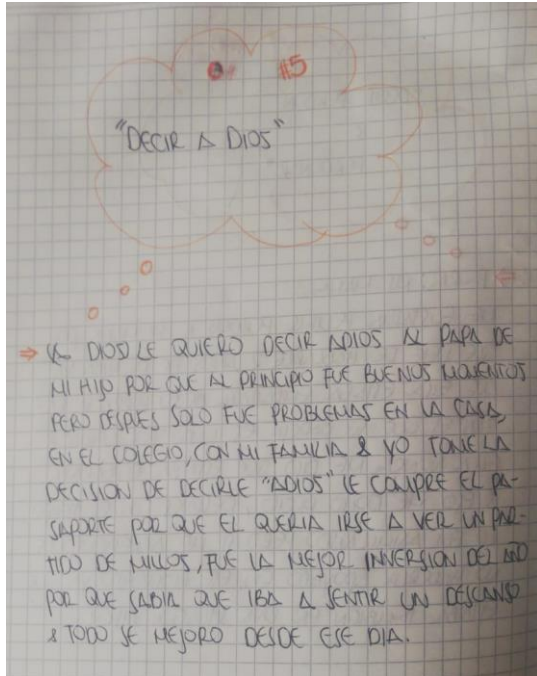 #5
"DECIR A DIOS"
⇒ (A DIOS) LE QUIERO DECIR ADIOS AL PAPA DE
MI HIJO POR QUE AL PRINCIPIO FUE BUENOS MOMENTOS
PERO DESPUES SOLO FUE PROBLEMAS EN LA CASA,
EN EL COLEGIO, CON MI FAMILIA & YO TOME LA
DECISION DE DECIRLE "ADIOS" LE COMPRE EL PA-
SAPORTE POR QUE EL QUERIA IRSE A VER UN PAR-
TIDO DE MILLOS, FUE LA MEJOR INVERSION DEL AÑO
POR QUE SABIA QUE IBA A SENTIR UN DESCANSO
& TODO SE MEJORO DESDE ESE DIA.